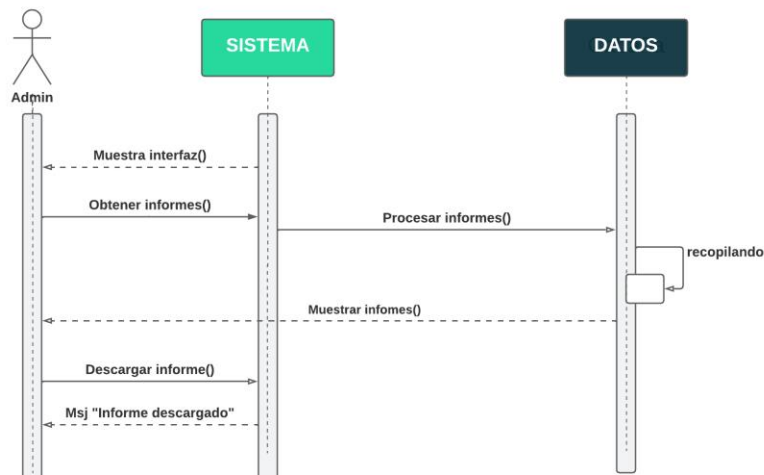 SISTEMA
DATOS
Admin
Muestra interfaz()
Obtener informes()
Procesar informes()
recopilando
Muestrar infomes()
Descargar informe()
Msj "Informe descargado"